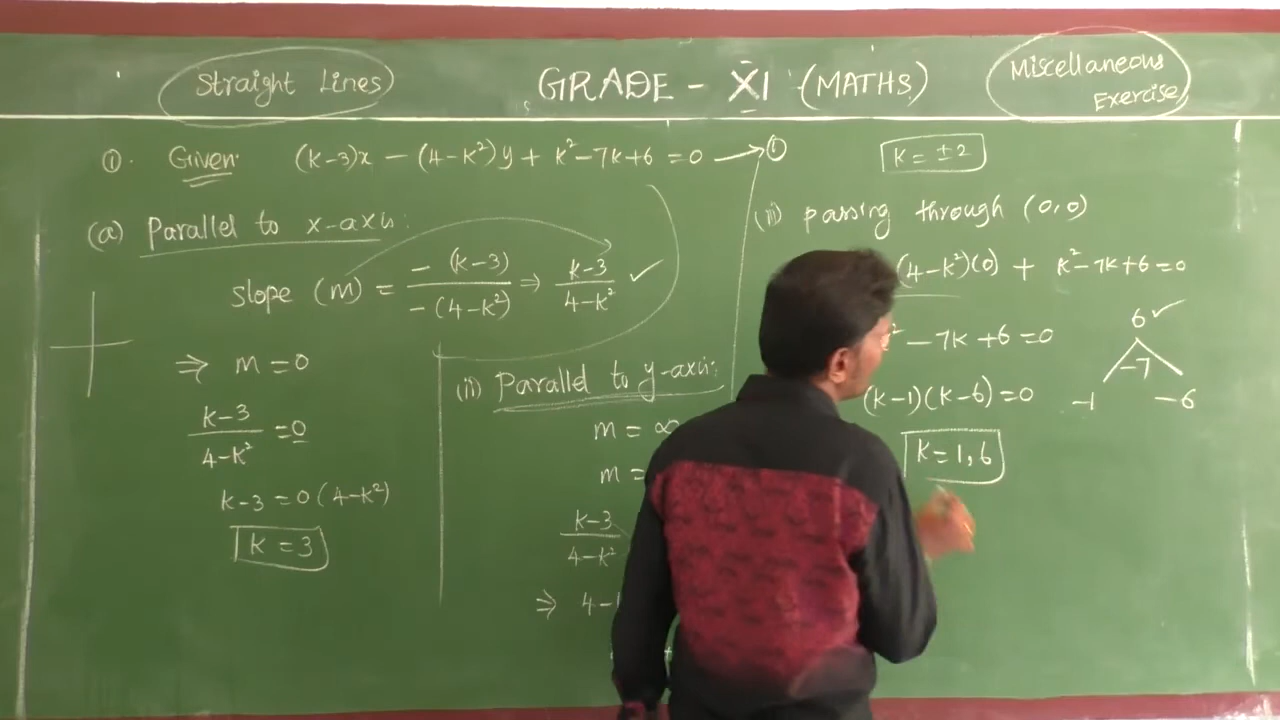 Straight Lines
GRADE - XI (MATHS)
Miscellaneous
Exercise
①. Given: (k-3)x - (4-k²)y + k²-7k+6 = 0 ⟶ ①
(a) Parallel to x-axis:
slope (m) = -(k-3)/-(4-k²) ⇒ k-3/4-k² ✓
⇒ m = 0
k-3/4-k² = 0
k-3 = 0(4-k²)
k = 3
(ii) Parallel to y-axis:
m = ∞
m =
k-3/4-k²
⇒ 4-
k = ±2
(iii) passing through (0,0)
(4-k²)(0) + k²-7k+6=0
² - 7k + 6 = 0
6 ✓
-7
-1 -6
(k-1)(k-6) = 0
k = 1, 6